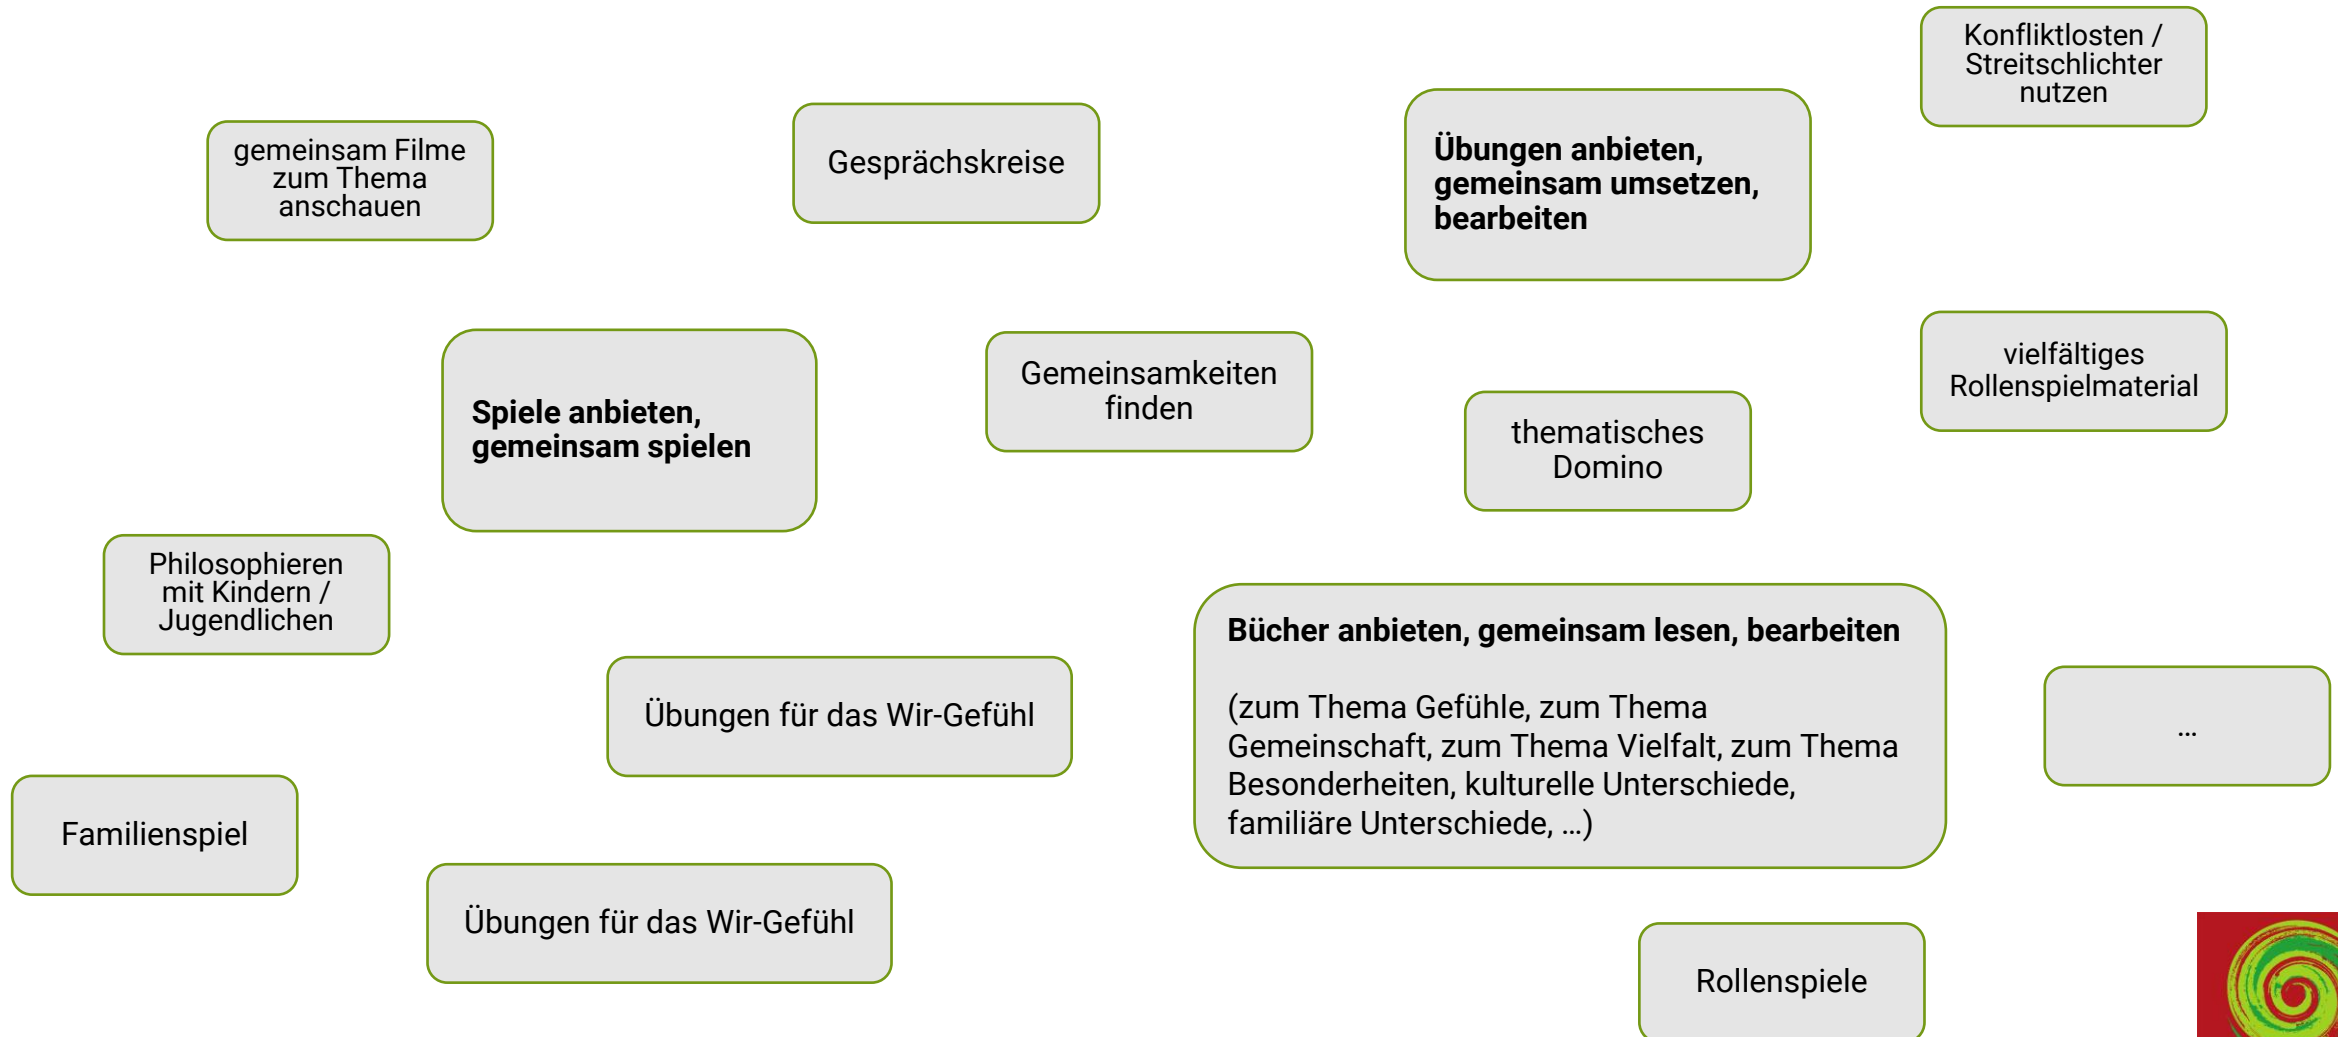 Konfliktlosten /
Streitschlichter
nutzen
gemeinsam Filme
zum Thema
anschauen
Gesprächskreise
Übungen anbieten,
gemeinsam umsetzen,
bearbeiten
Spiele anbieten,
gemeinsam spielen
Gemeinsamkeiten
finden
thematisches
Domino
vielfältiges
Rollenspielmaterial
Philosophieren
mit Kindern /
Jugendlichen
Übungen für das Wir-Gefühl
Bücher anbieten, gemeinsam lesen, bearbeiten
(zum Thema Gefühle, zum Thema
Gemeinschaft, zum Thema Vielfalt, zum Thema
Besonderheiten, kulturelle Unterschiede,
familiäre Unterschiede, …)
…
Familienspiel
Übungen für das Wir-Gefühl
Rollenspiele